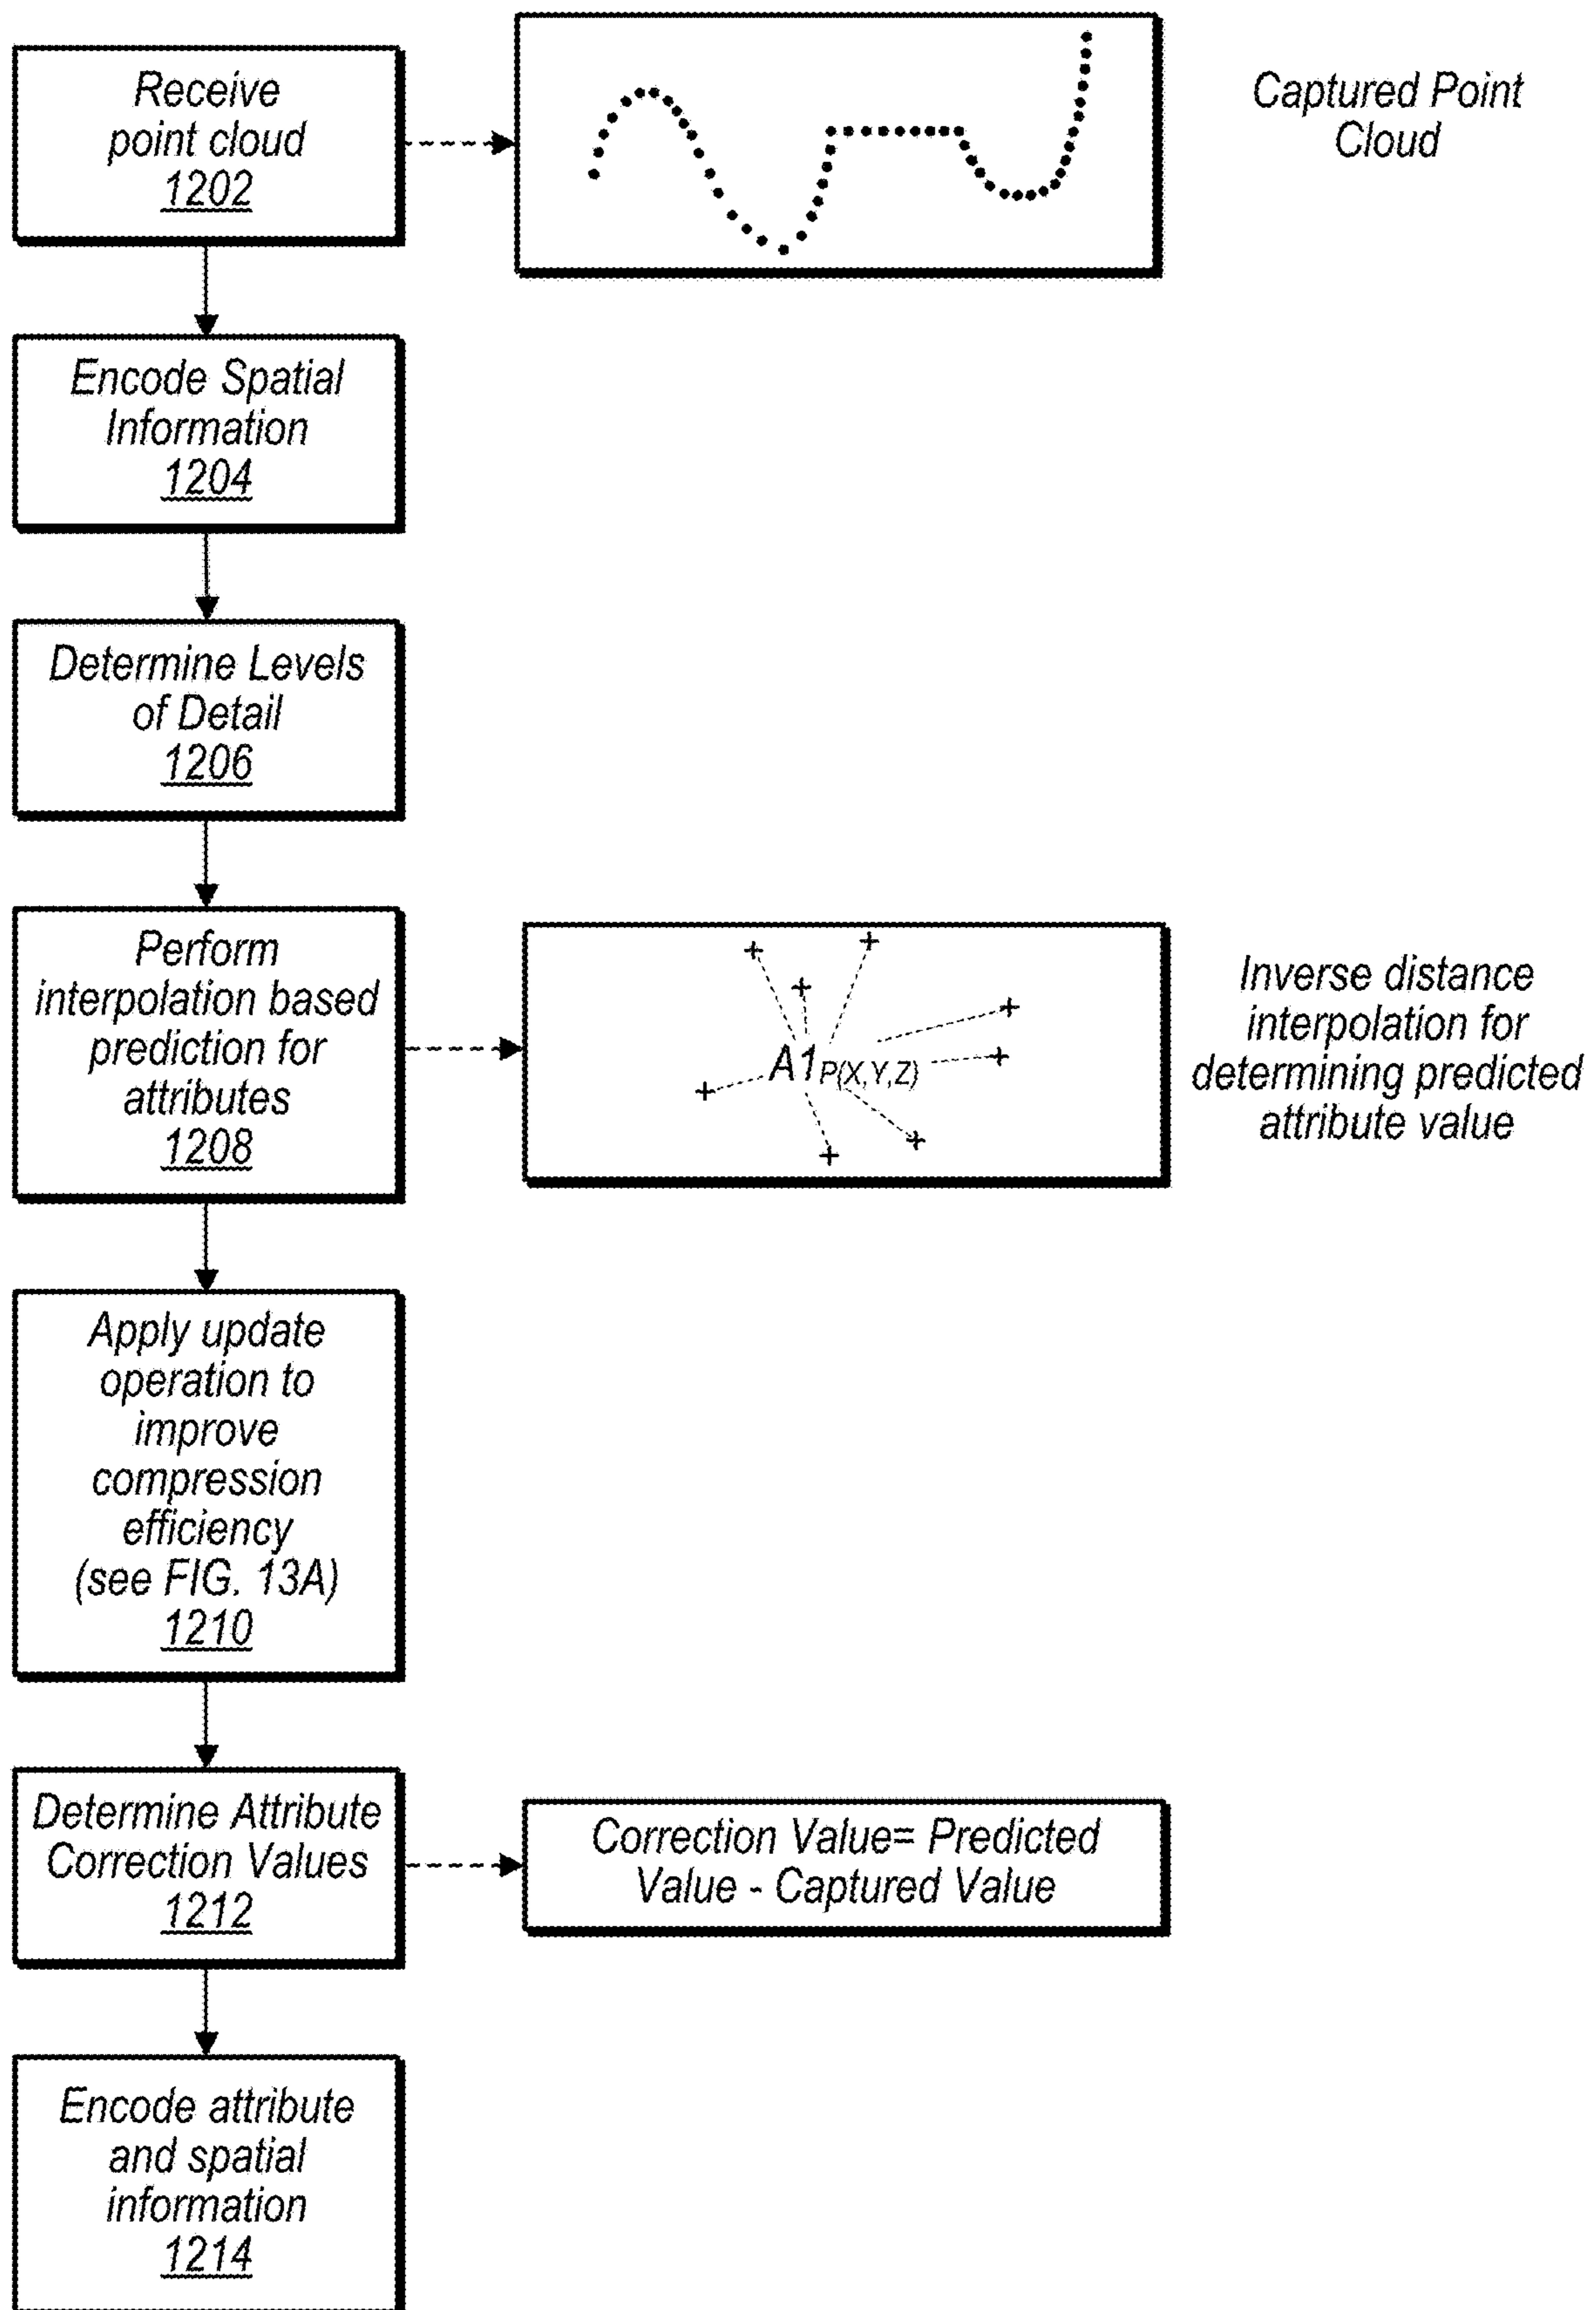 Receive
point cloud
1202
Captured Point
Cloud
Encode Spatial
Information
1204
Determine Levels
of Detail
1206
Perform
interpolation based
prediction for
attributes
1208
A1P(X,Y,Z)
Inverse distance
interpolation for
determining predicted
attribute value
Apply update
operation to
improve
compression
efficiency
(see FIG. 13A)
1210
Determine Attribute
Correction Values
1212
Correction Value= Predicted
Value - Captured Value
Encode attribute
and spatial
information
1214